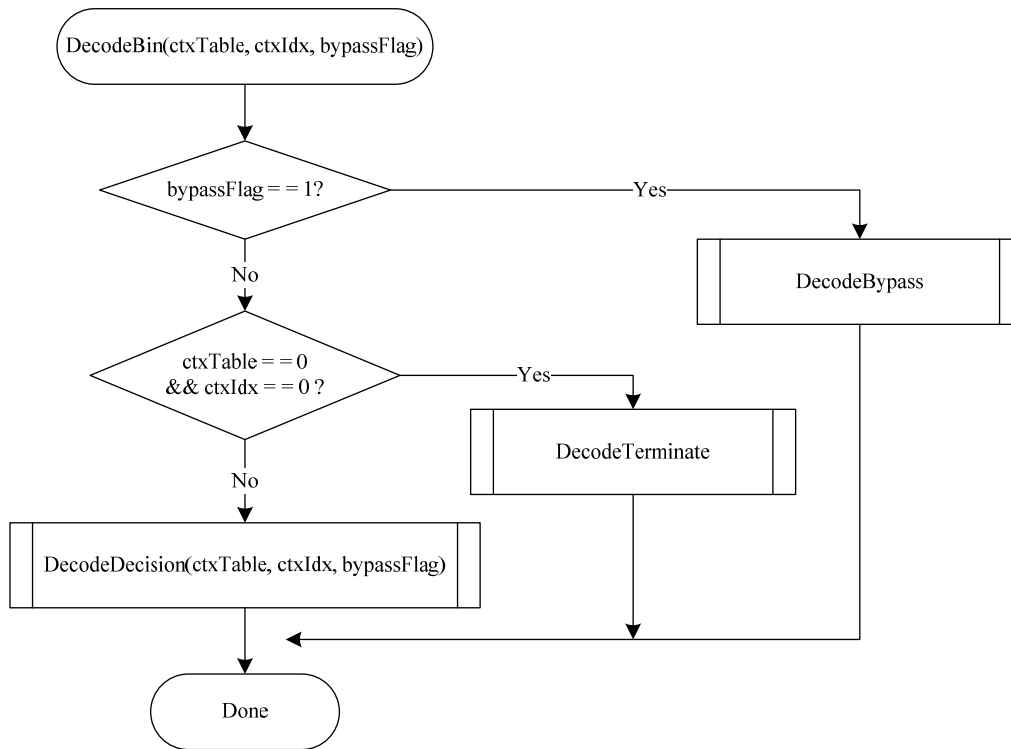 DecodeBin(ctxTable, ctxIdx, bypassFlag)
bypassFlag = = 1?
Yes
DecodeBypass
No
ctxTable = = 0
&& ctxIdx = = 0 ?
Yes
DecodeTerminate
No
DecodeDecision(ctxTable, ctxIdx, bypassFlag)
Done